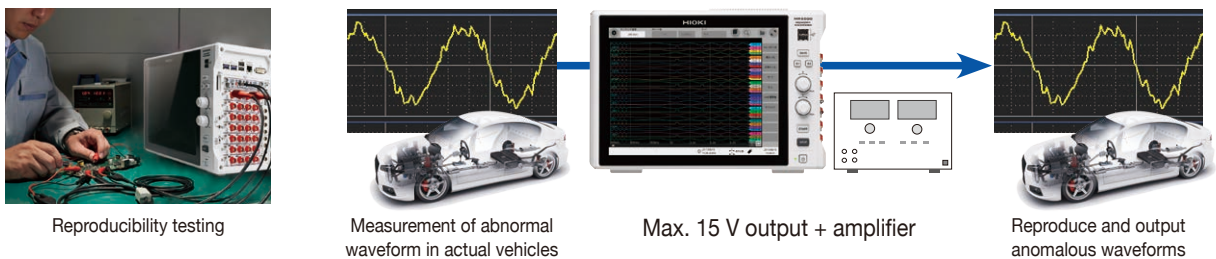 HIOKI
Reproducibility testing
Measurement of abnormal
waveform in actual vehicles
Max. 15 V output + amplifier
Reproduce and output
anomalous waveforms